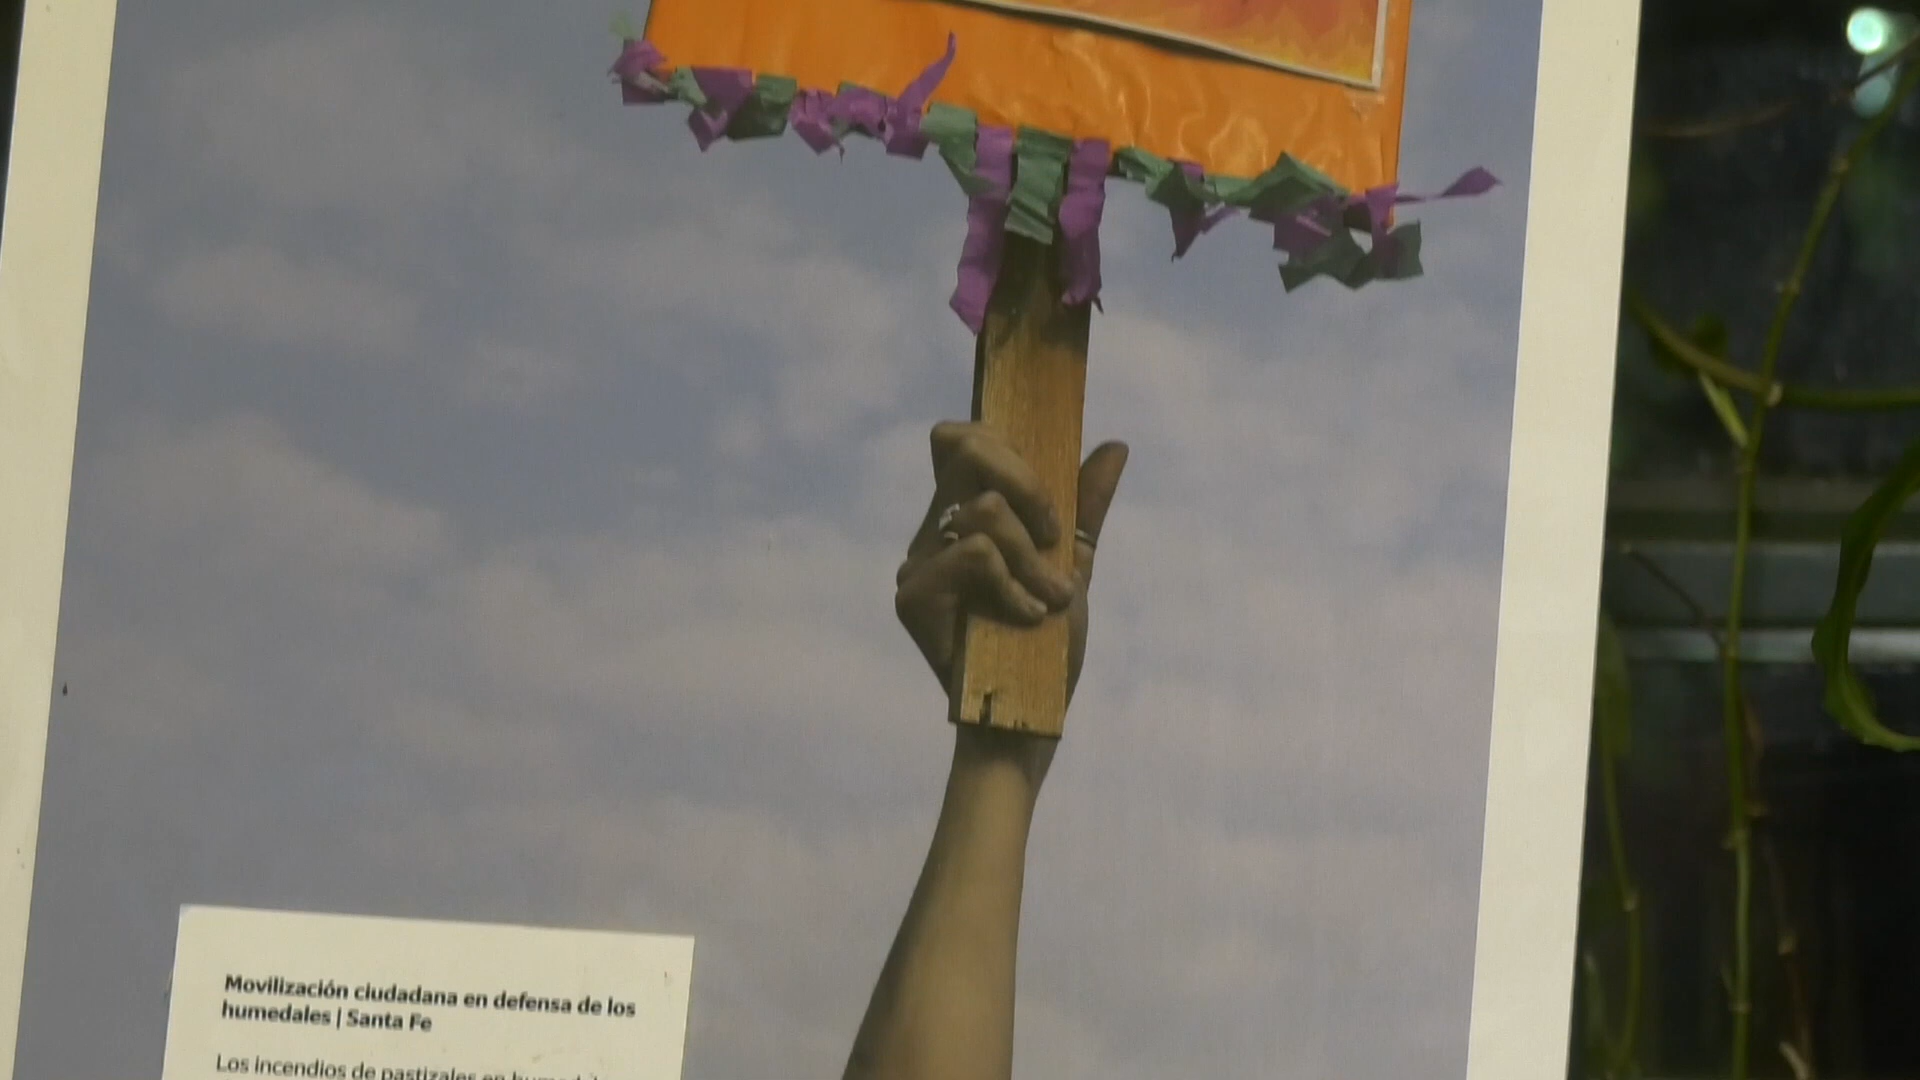 Movilización ciudadana en defensa de los
humedales | Santa Fe
Los incendios de pastizales en